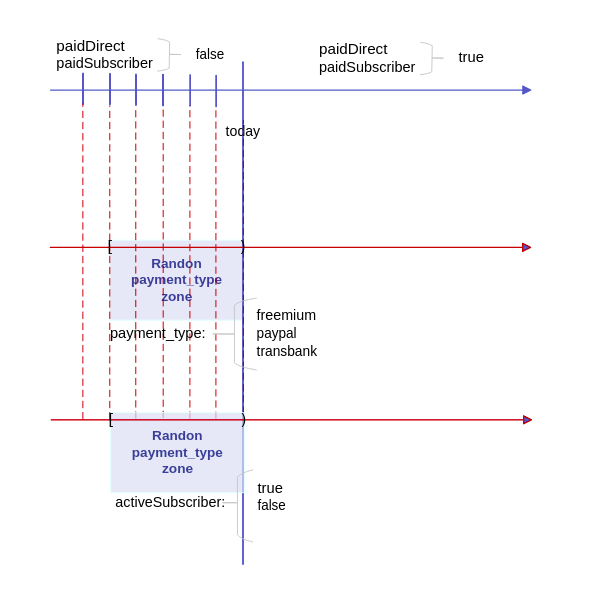 paidDirect
paidSubscriber
false
paidDirect
paidSubscriber
true
today
[ )
Randon
payment_type
zone
payment_type:
freemium
paypal
transbank
[ )
Randon
payment_type
zone
activeSubscriber:
true
false